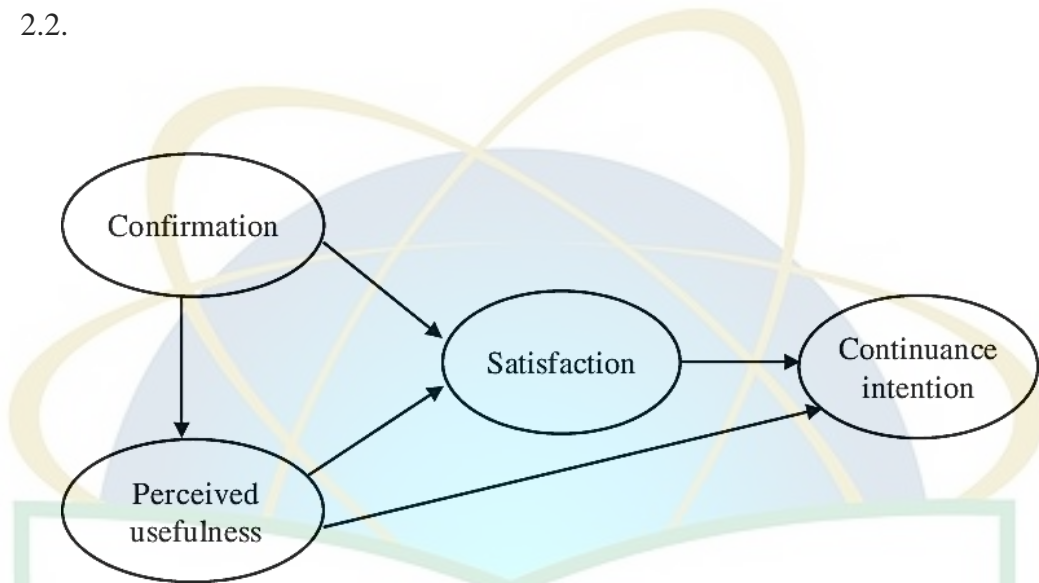 2.2.
Confirmation
Satisfaction
Continuance
intention
Perceived
usefulness